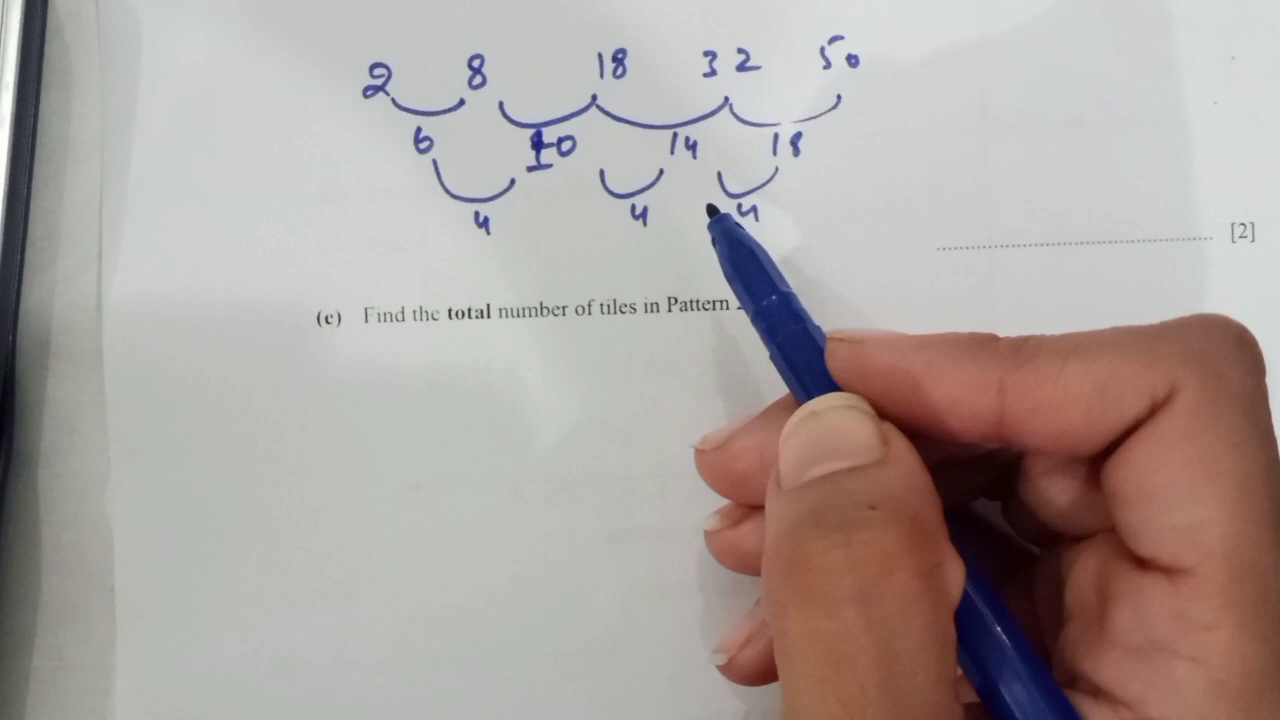 2 8 18 32 50
6 10 14 18
4 4 4
[2]
(c) Find the total number of tiles in Pattern